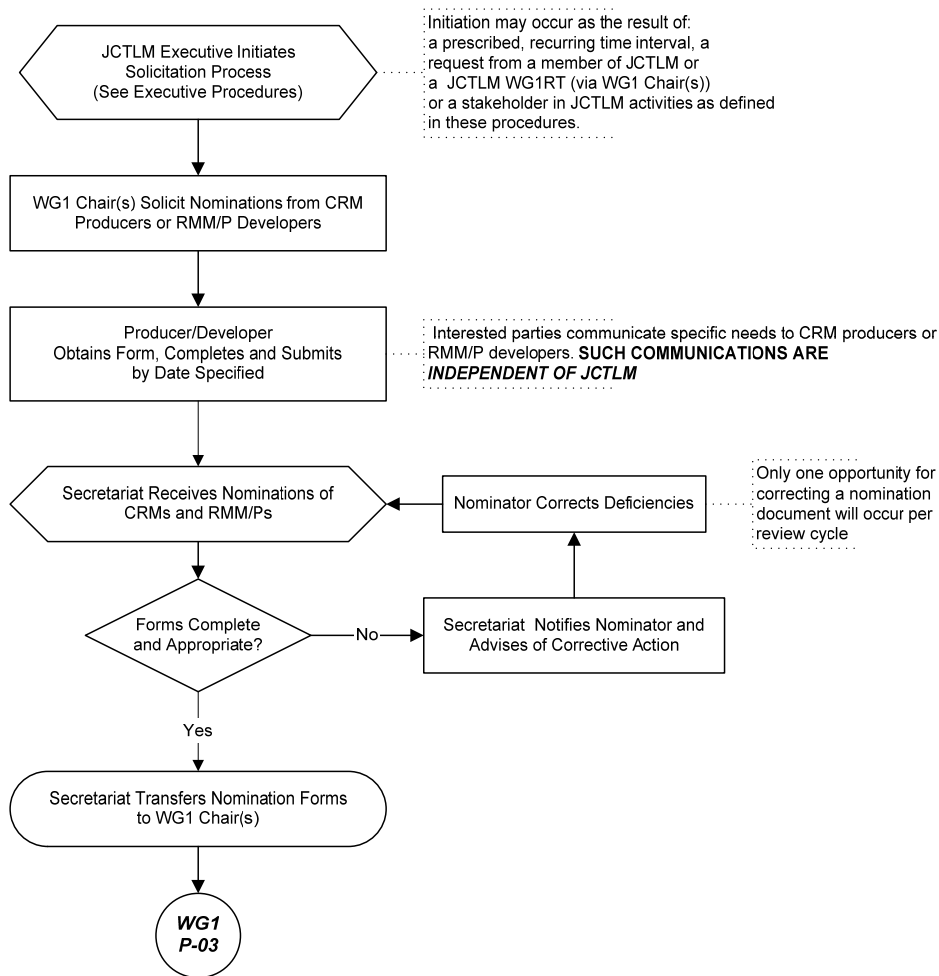 JCTLM Executive Initiates
Solicitation Process
(See Executive Procedures)
Initiation may occur as the result of:
a prescribed, recurring time interval, a
request from a member of JCTLM or
a JCTLM WG1RT (via WG1 Chair(s))
or a stakeholder in JCTLM activities as defined
in these procedures.
WG1 Chair(s) Solicit Nominations from CRM
Producers or RMM/P Developers
Producer/Developer
Obtains Form, Completes and Submits
by Date Specified
Interested parties communicate specific needs to CRM producers or
RMM/P developers. SUCH COMMUNICATIONS ARE
INDEPENDENT OF JCTLM
Secretariat Receives Nominations of
CRMs and RMM/Ps
Nominator Corrects Deficiencies
Only one opportunity for
correcting a nomination
document will occur per
review cycle
Forms Complete
and Appropriate?
No
Secretariat Notifies Nominator and
Advises of Corrective Action
Yes
Secretariat Transfers Nomination Forms
to WG1 Chair(s)
WG1
P-03